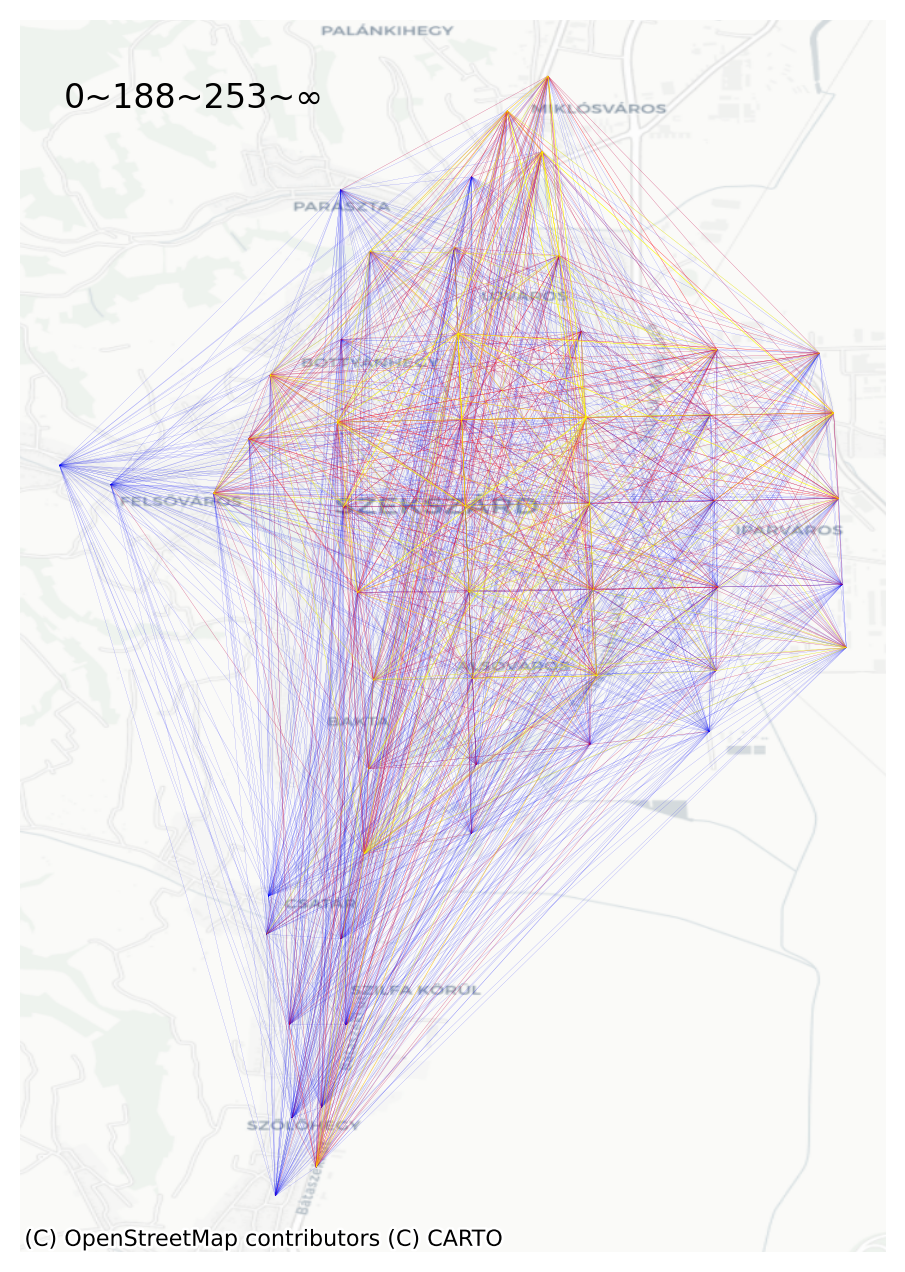 PALÁNKIHEGY
0~188~253~∞
MIKLÓSVÁROS
PARÁSZTA
ÚJVÁROS
BOTTYÁNHEGY
FELSŐVÁROS
SZEKSZÁRD
IPARVÁROS
ALSÓVÁROS
BAKTA
CSATÁR
SZILFA KÖRÜL
SZŐLŐHEGY
(C) OpenStreetMap contributors (C) CARTO